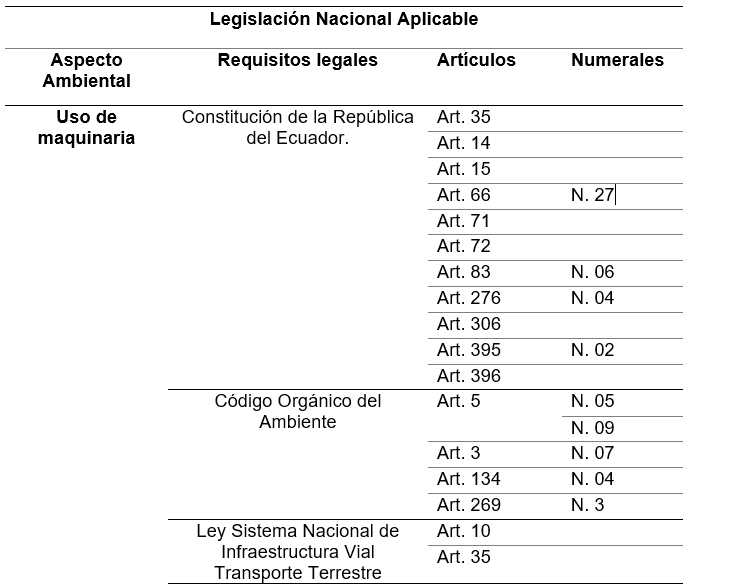 Legislación Nacional Aplicable
Aspecto Ambiental Requisitos legales Artículos Numerales
Uso de maquinaria Constitución de la República del Ecuador. Art. 35
Art. 14
Art. 15
Art. 66 N. 27
Art. 71
Art. 72
Art. 83 N. 06
Art. 276 N. 04
Art. 306
Art. 395 N. 02
Art. 396
Código Orgánico del Ambiente Art. 5 N. 05
N. 09
Art. 3 N. 07
Art. 134 N. 04
Art. 269 N. 3
Ley Sistema Nacional de Infraestructura Vial Transporte Terrestre Art. 10
Art. 35